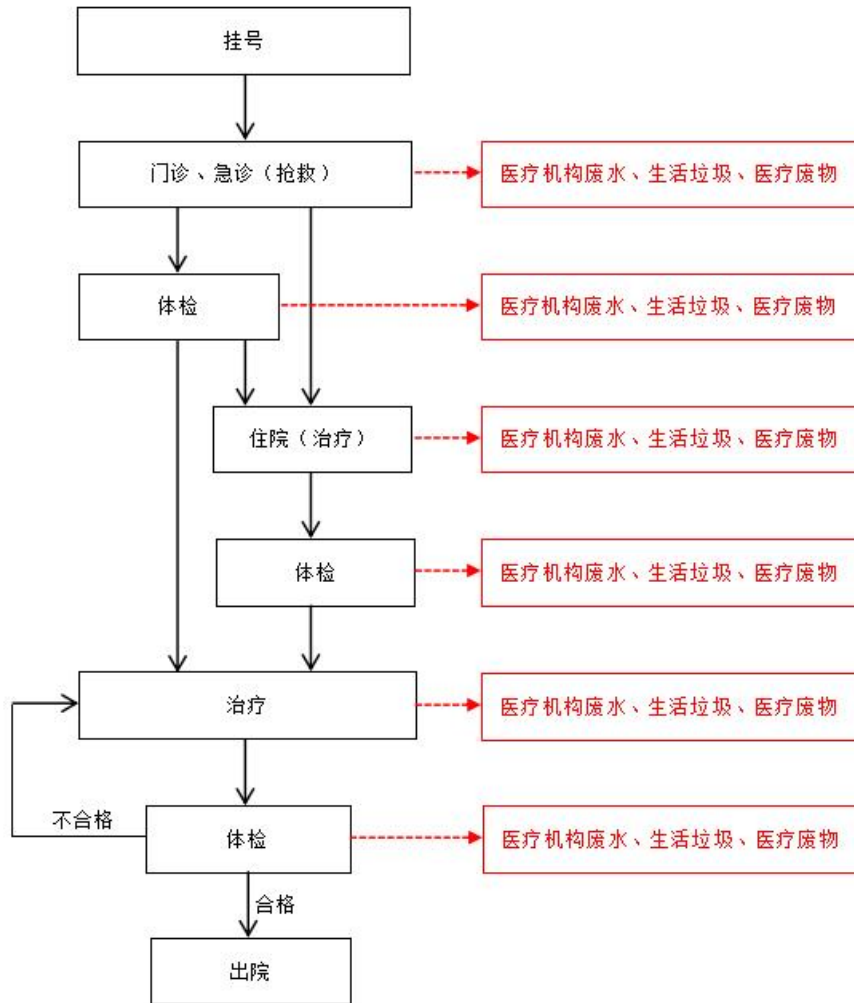 挂号
门诊、急诊（抢救）
医疗机构废水、生活垃圾、医疗废物
体检
医疗机构废水、生活垃圾、医疗废物
住院（治疗）
医疗机构废水、生活垃圾、医疗废物
体检
医疗机构废水、生活垃圾、医疗废物
治疗
医疗机构废水、生活垃圾、医疗废物
不合格
体检
医疗机构废水、生活垃圾、医疗废物
合格
出院